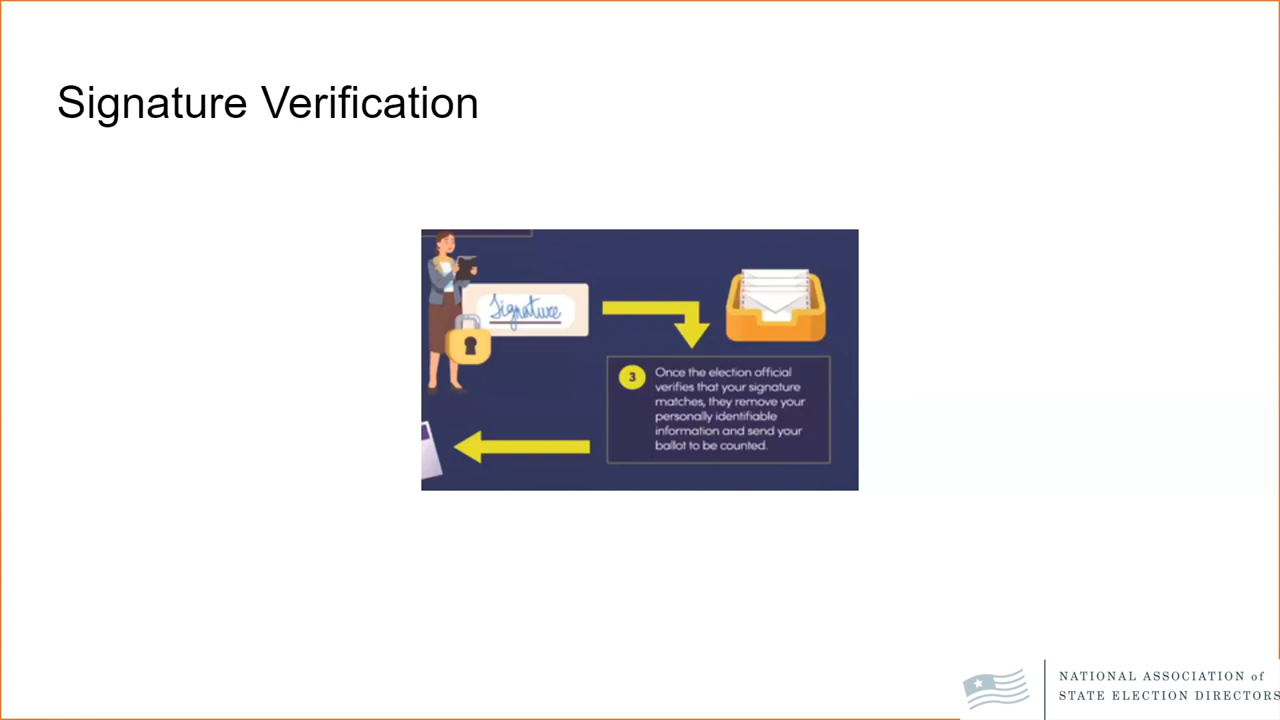 Signature Verification
Signature
3
Once the election official
verifies that your signature
matches, they remove your
personally identifiable
information and send your
ballot to be counted.
NATIONAL ASSOCIATION of
STATE ELECTION DIRECTORS